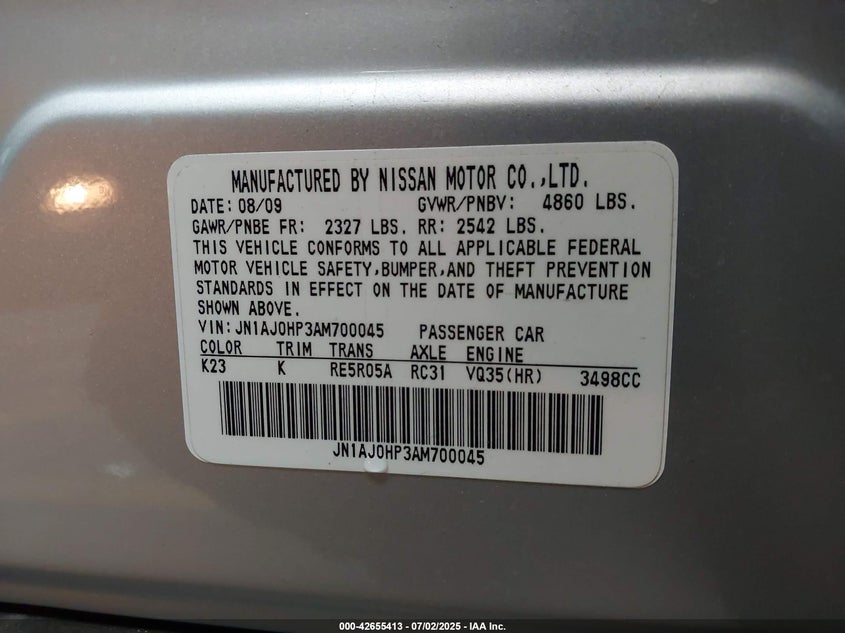 MANUFACTURED BY NISSAN MOTOR CO.,LTD.
DATE: 08/09 GVWR/PNBV: 4860 LBS.
GAWR/PNBE FR: 2327 LBS. RR: 2542 LBS.
THIS VEHICLE CONFORMS TO ALL APPLICABLE FEDERAL
MOTOR VEHICLE SAFETY,BUMPER,AND THEFT PREVENTION
STANDARDS IN EFFECT ON THE DATE OF MANUFACTURE
SHOWN ABOVE.
VIN: JN1AJ0HP3AM700045 PASSENGER CAR
COLOR TRIM TRANS AXLE ENGINE
K23 K RE5R05A RC31 VQ35(HR) 3498CC
JN1AJ0HP3AM700045
000-42655413 - 07/02/2025 - IAA Inc.